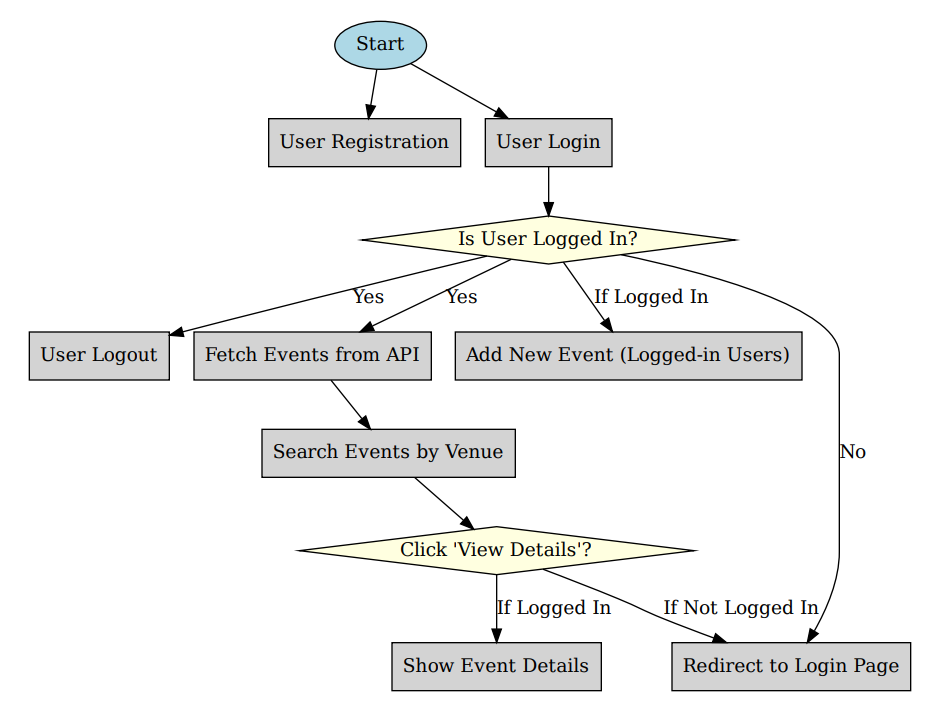 Start
User Registration
User Login
Is User Logged In?
Yes
Yes
If Logged In
User Logout
Fetch Events from API
Add New Event (Logged-in Users)
Search Events by Venue
No
Click 'View Details'?
If Logged In
If Not Logged In
Show Event Details
Redirect to Login Page